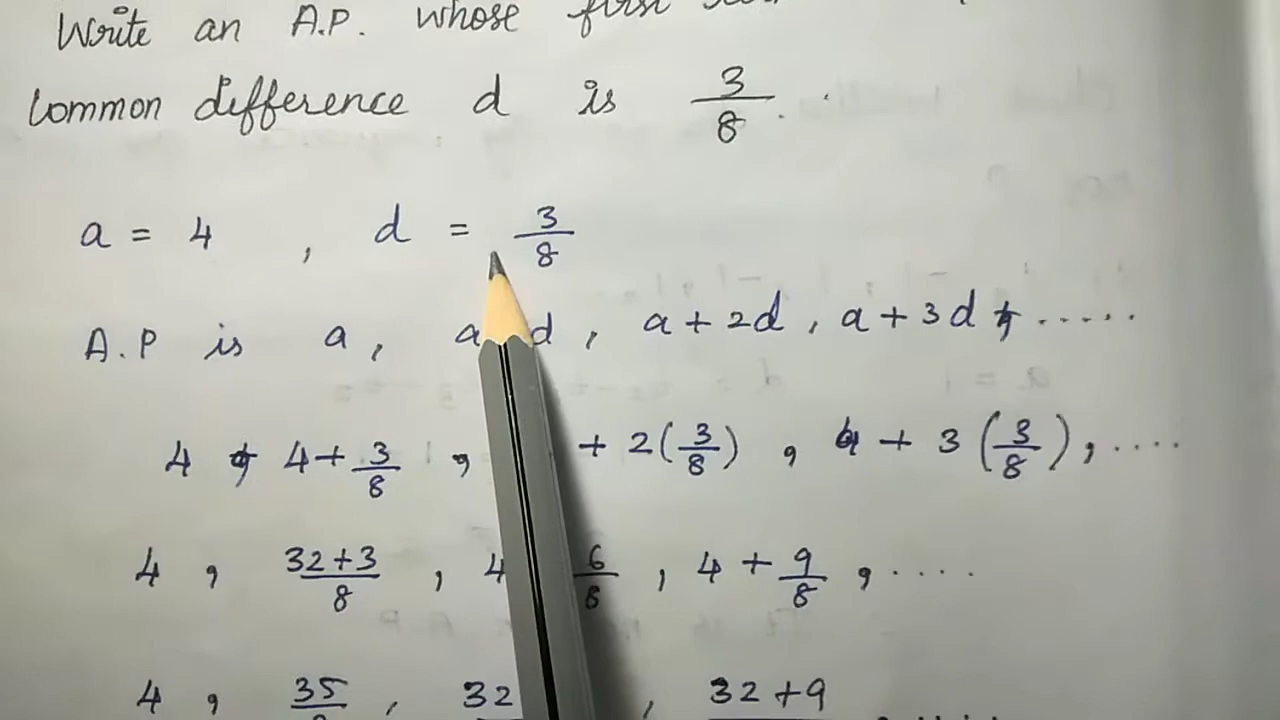 Write an A.P. whose first
Common difference d is 3/8.
a = 4 , d = 3/8
A.P is a, a d , a + 2d , a + 3d , .....
4 , 4 + 3/8 , + 2(3/8) , 4 + 3(3/8), ....
4 , 32+3/8 , 4 6/8 , 4 + 9/8 , ....
4 , 35 , 32 , 32 + 9